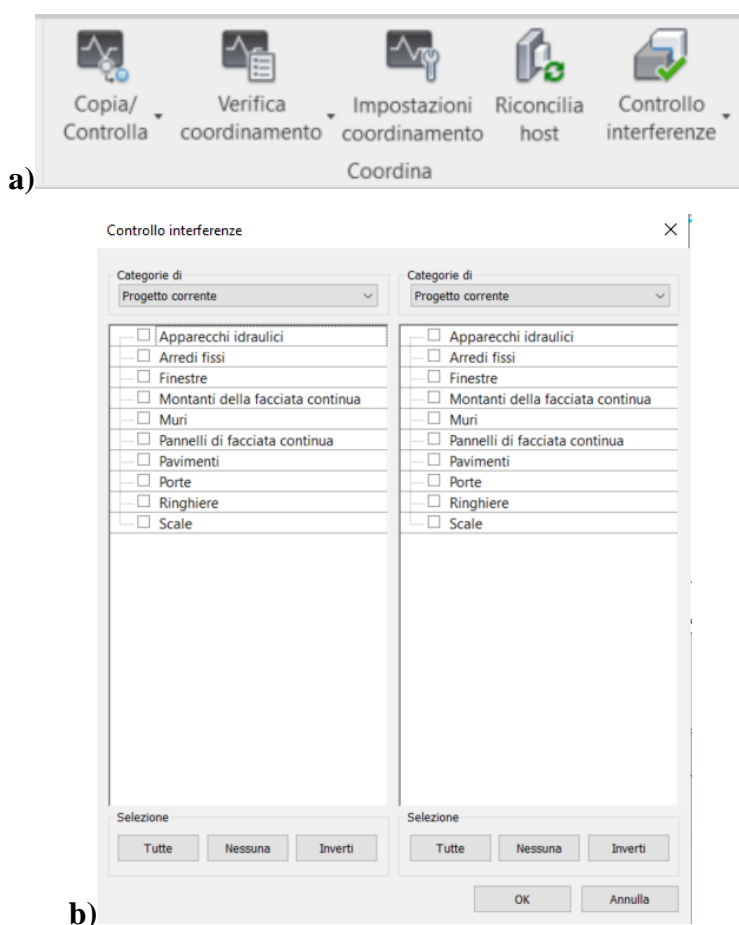 Copia/
Controlla
Verifica
coordinamento
Impostazioni
coordinamento
Riconcilia
host
Controllo
interferenze
Coordina
a)
Controllo interferenze
Categorie di
Progetto corrente
Apparecchi idraulici
Arredi fissi
Finestre
Montanti della facciata continua
Muri
Pannelli di facciata continua
Pavimenti
Porte
Ringhiere
Scale
Selezione
Tutte Nessuna Inverti
Categorie di
Progetto corrente
Apparecchi idraulici
Arredi fissi
Finestre
Montanti della facciata continua
Muri
Pannelli di facciata continua
Pavimenti
Porte
Ringhiere
Scale
Selezione
Tutte Nessuna Inverti
OK Annulla
b)